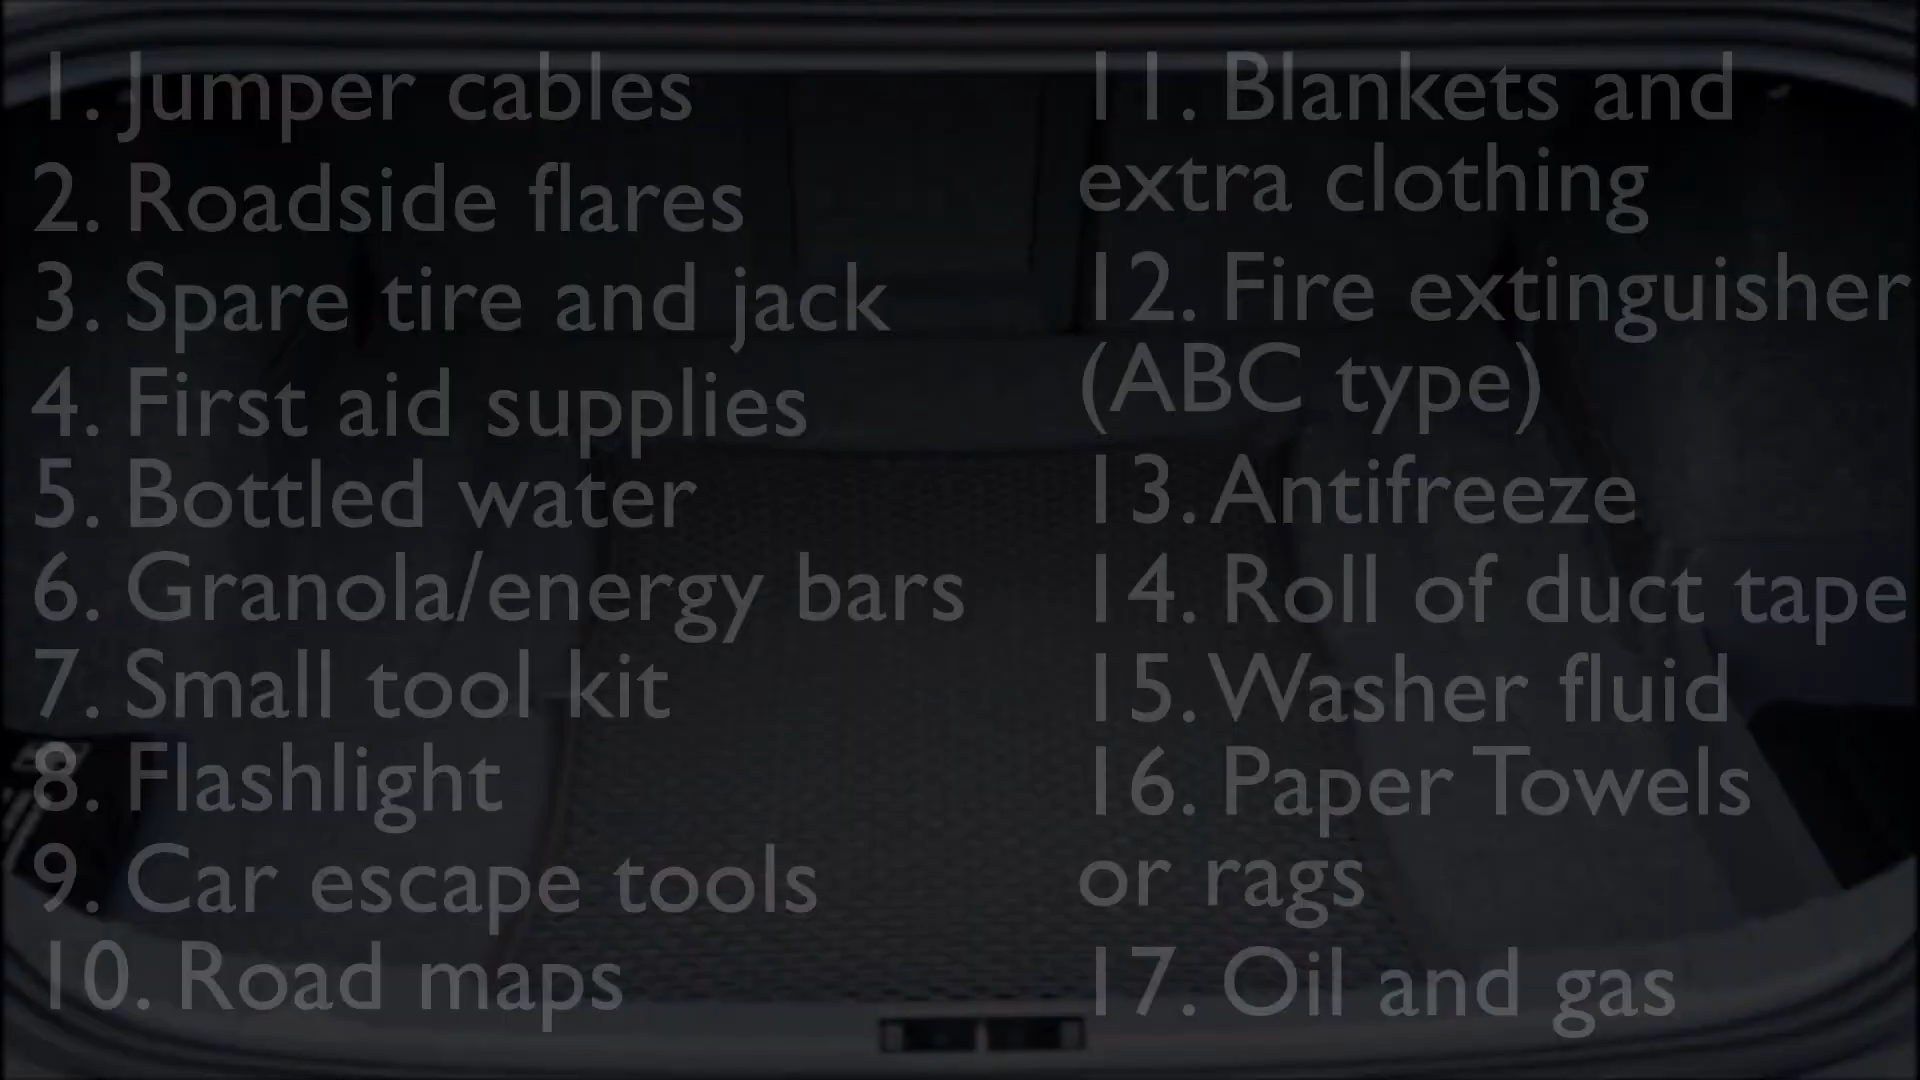 1. Jumper cables
2. Roadside flares
3. Spare tire and jack
4. First aid supplies
5. Bottled water
6. Granola/energy bars
7. Small tool kit
8. Flashlight
9. Car escape tools
10. Road maps
11. Blankets and
extra clothing
12. Fire extinguisher
(ABC type)
13. Antifreeze
14. Roll of duct tape
15. Washer fluid
16. Paper Towels
or rags
17. Oil and gas